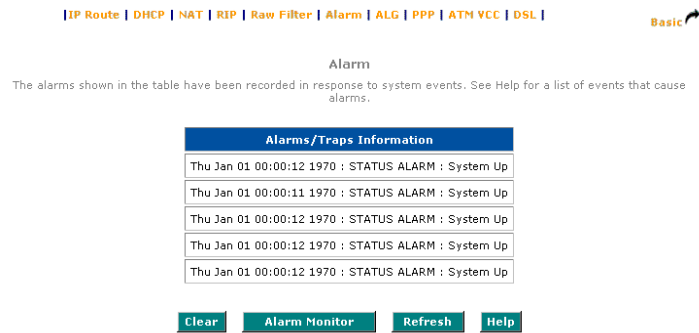 |IP Route | DHCP | NAT | RIP | Raw Filter | Alarm | ALG | PPP | ATM VCC | DSL |
Basic
Alarm
The alarms shown in the table have been recorded in response to system events. See Help for a list of events that cause
alarms.
Alarms/Traps Information
Thu Jan 01 00:00:12 1970 : STATUS ALARM : System Up
Thu Jan 01 00:00:11 1970 : STATUS ALARM : System Up
Thu Jan 01 00:00:12 1970 : STATUS ALARM : System Up
Thu Jan 01 00:00:12 1970 : STATUS ALARM : System Up
Thu Jan 01 00:00:12 1970 : STATUS ALARM : System Up
Clear Alarm Monitor Refresh Help